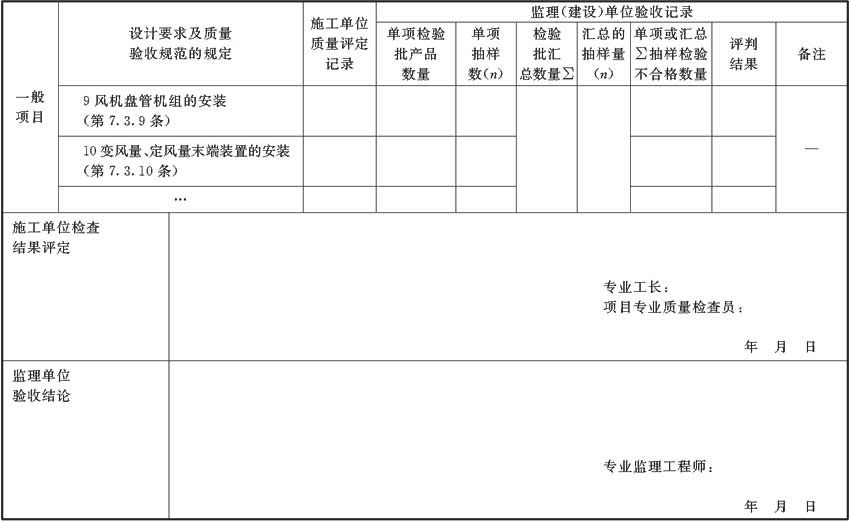 一般
项目
设计要求及质量
验收规范的规定
施工单位
质量评定
记录
监理(建设)单位验收记录
单项检验
批产品
数量
单项
抽样
数(n)
检验
批汇
总数量∑
汇总的
抽样量
(n)
单项或汇总
∑抽样检验
不合格数量
评判
结果
备注
9 风机盘管机组的安装
(第 7.3.9 条)
10 变风量、定风量末端装置的安装
(第 7.3.10 条)
…
—
施工单位检查
结果评定
专业工长：
项目专业质量检查员：
年 月 日
监理单位
验收结论
专业监理工程师：
年 月 日